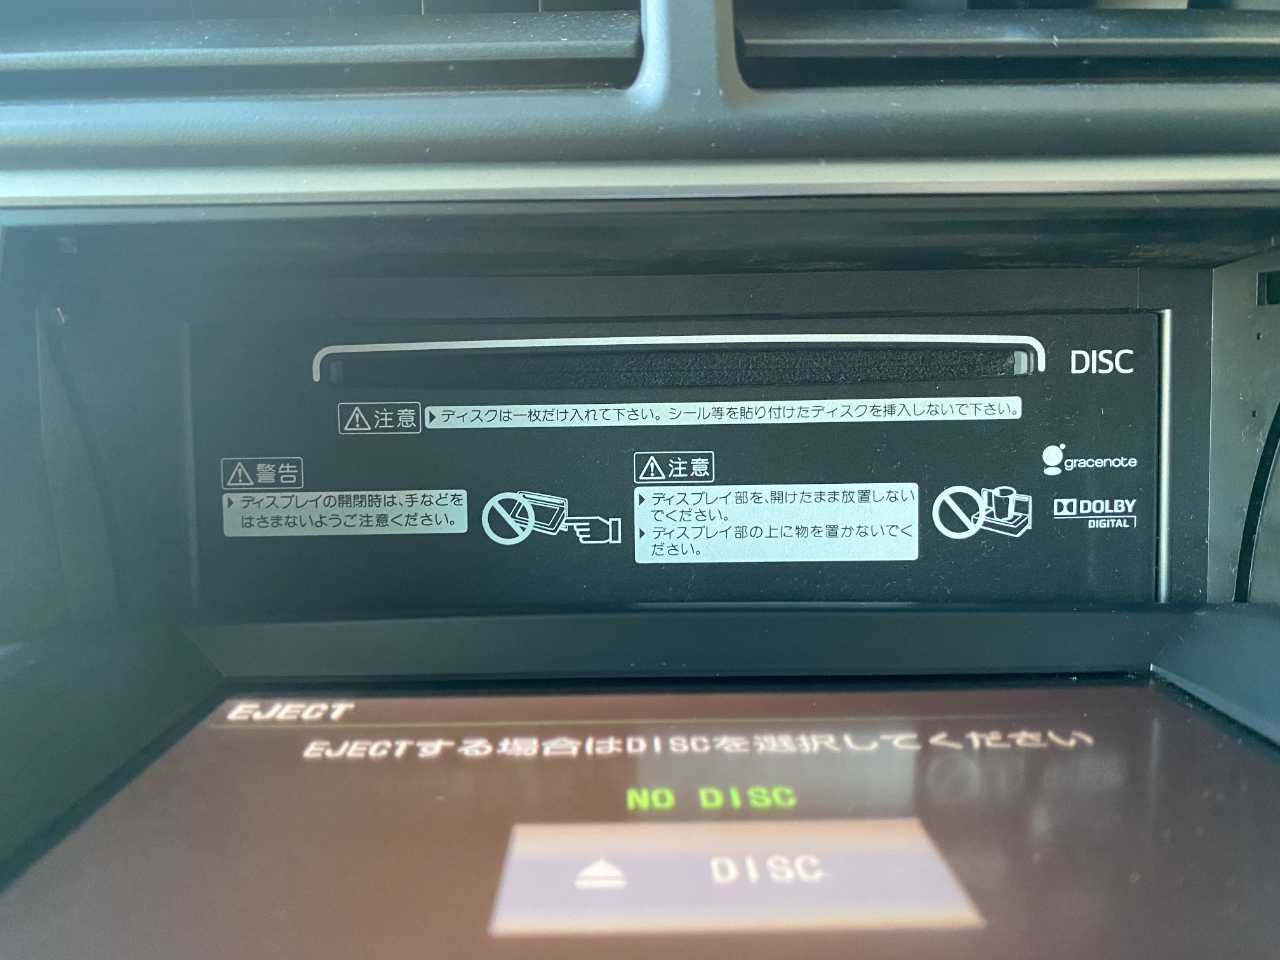 DISC
注意 ディスクは一枚だけ入れて下さい。シール等を貼り付けたディスクを挿入しないで下さい。
警告
ディスプレイの開閉時は、手などを
はさまないようご注意ください。
注意
ディスプレイ部を、開けたまま放置しない
でください。
ディスプレイ部の上に物を置かないでく
ださい。
gracenote
DOLBY
DIGITAL
EJECT
EJECTする場合はDISCを選択してください
NO DISC
DISC